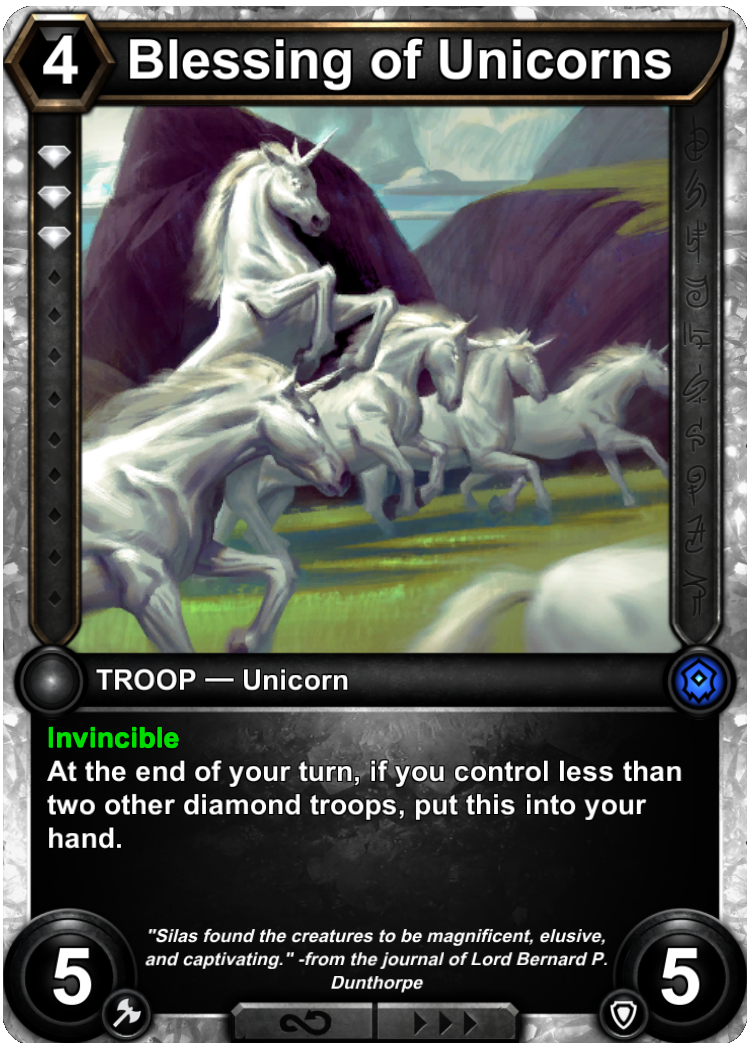 4 Blessing of Unicorns
TROOP — Unicorn
Invincible
At the end of your turn, if you control less than
two other diamond troops, put this into your
hand.
"Silas found the creatures to be magnificent, elusive,
and captivating." -from the journal of Lord Bernard P.
Dunthorpe
5
5